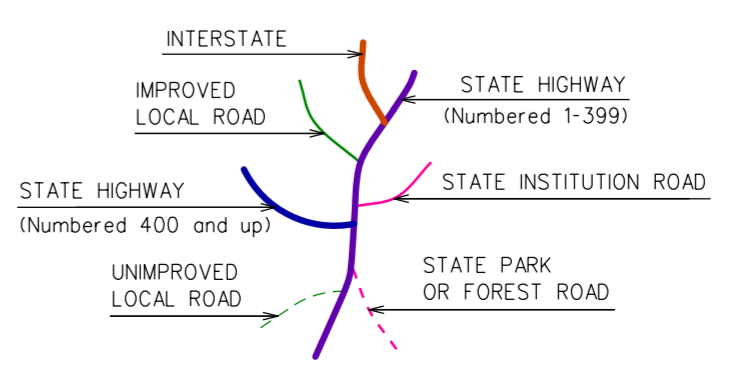 INTERSTATE
IMPROVED
LOCAL ROAD
STATE HIGHWAY
(Numbered 1-399)
STATE HIGHWAY
(Numbered 400 and up)
STATE INSTITUTION ROAD
UNIMPROVED
LOCAL ROAD
STATE PARK
OR FOREST ROAD